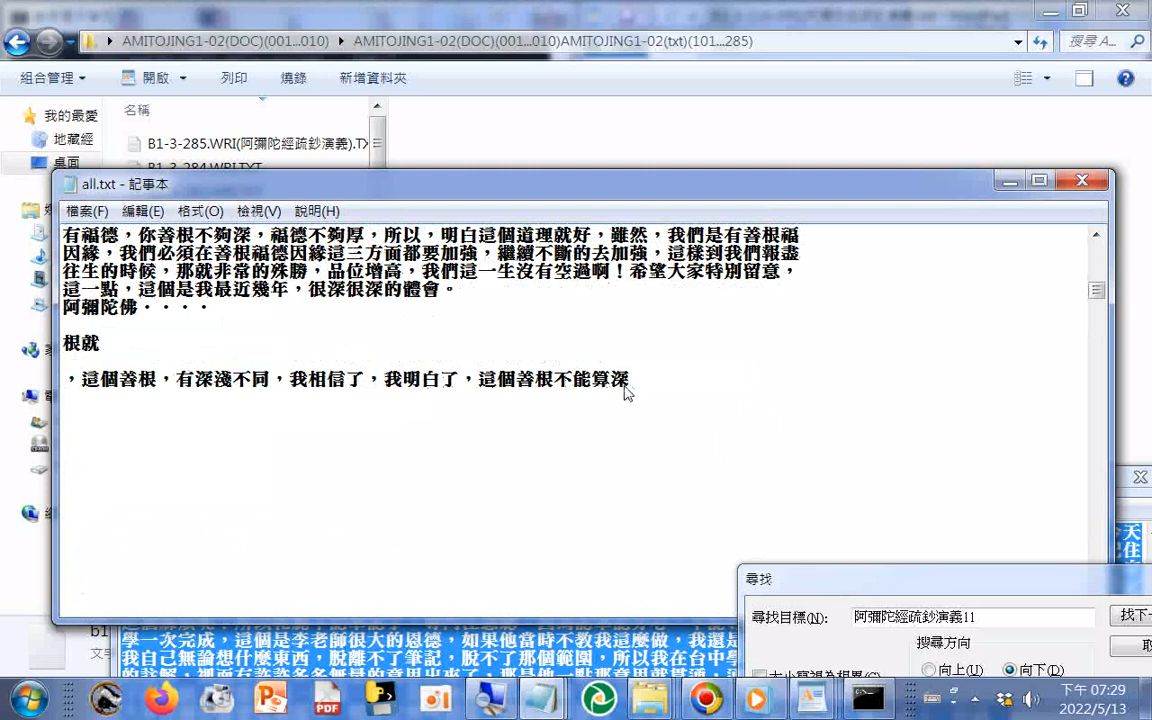 AMITOJING1-02(DOC)(001...010) AMITOJING1-02(DOC)(001...010)AMITOJING1-02(txt)(101...285) 搜尋 A...
組合管理 開啟 列印 燒錄 新增資料夾
我的最愛 名稱
地藏經 B1-3-285.WRI(阿彌陀經疏鈔演義).TX
桌面 B1-3-284.WRI.TXT
all.txt - 記事本
檔案(F) 編輯(E) 格式(O) 檢視(V) 說明(H)
有福德，你善根不夠深，福德不夠厚，所以，明白這個道理就好，雖然，我們是有善根福
因緣，我們必須在善根福德因緣這三方面都要加強，繼續不斷的去加強，這樣到我們報盡
往生的時候，那就非常的殊勝，品位增高，我們這一生沒有空過啊！希望大家特別留意，
這一點，這個是我最近幾年，很深很深的體會。
阿彌陀佛．．．．
根就
，這個善根，有深淺不同，我相信了，我明白了，這個善根不能算深
天
住
尋找
尋找目標(N): 阿彌陀經疏鈔演義11 找下一
搜尋方向
向上(U) 向下(D)
b1
學一次完成，這個是李老師很大的恩德，如果他當時不教我這麼做，我還是
我自己無論想什麼東西，脫離不了筆記，脫不了那個範圍，所以我在台中學
下午 07:29
2022/5/13